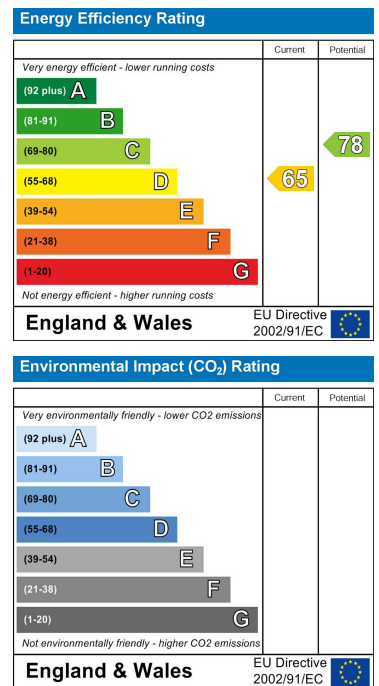 Energy Efficiency Rating
Current Potential
Very energy efficient - lower running costs
(92 plus) A
(81-91) B
(69-80) C
(55-68) D
(39-54) E
(21-38) F
(1-20) G
65
78
Not energy efficient - higher running costs
England & Wales
EU Directive
2002/91/EC
Environmental Impact (CO₂) Rating
Current Potential
Very environmentally friendly - lower CO2 emissions
(92 plus) A
(81-91) B
(69-80) C
(55-68) D
(39-54) E
(21-38) F
(1-20) G
Not environmentally friendly - higher CO2 emissions
England & Wales
EU Directive
2002/91/EC